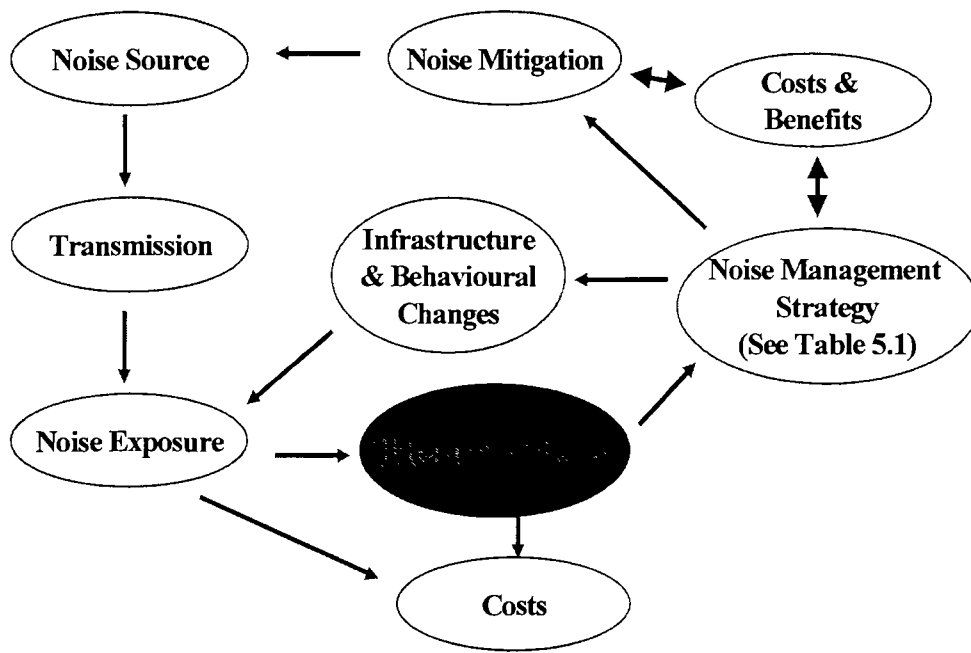 Noise Source
Noise Mitigation
Costs &
Benefits
Transmission
Infrastructure
& Behavioural
Changes
Noise Management
Strategy
(See Table 5.1)
Noise Exposure
Costs